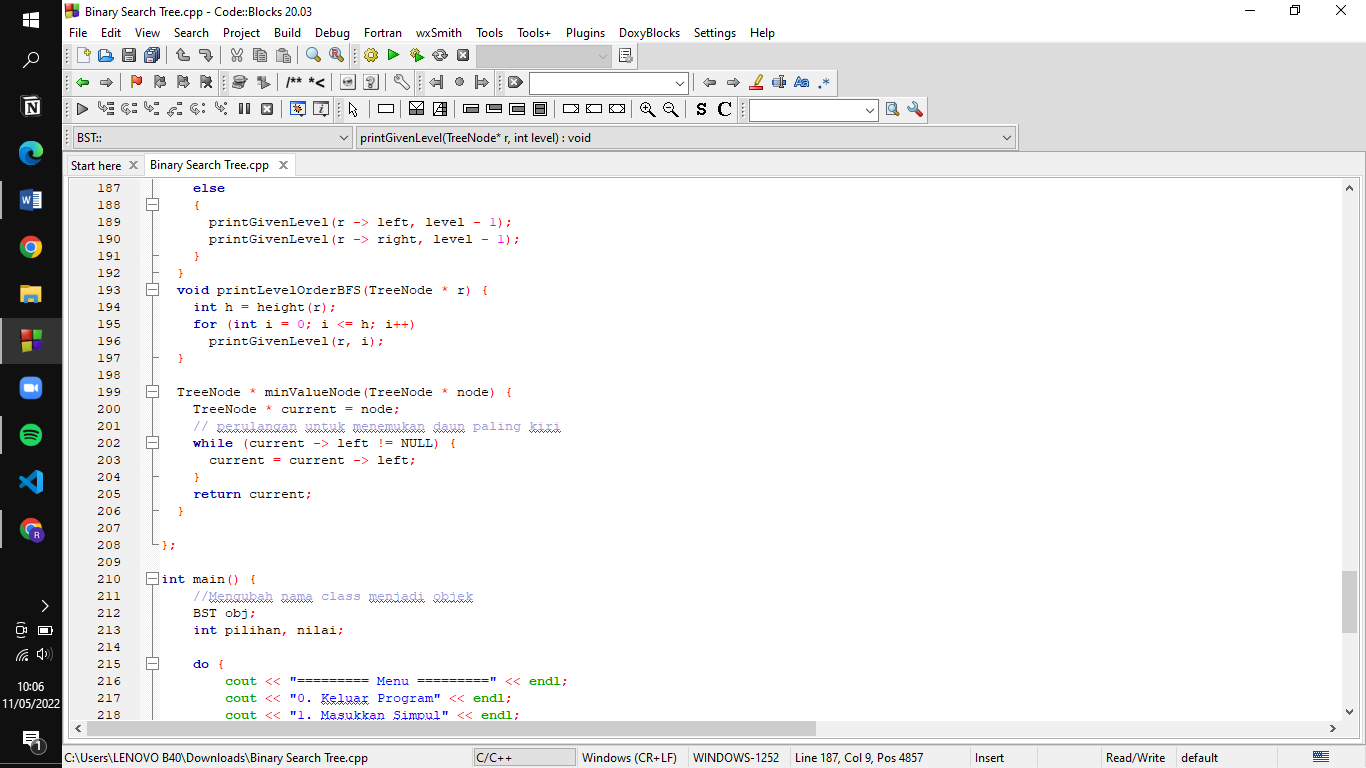 Binary Search Tree.cpp - Code::Blocks 20.03
File Edit View Search Project Build Debug Fortran wxSmith Tools Tools+ Plugins DoxyBlocks Settings Help
/** *<
S C
BST::
printGivenLevel(TreeNode* r, int level) : void
Start here
Binary Search Tree.cpp
187 else
188 {
189 printGivenLevel(r -> left, level - 1);
190 printGivenLevel(r -> right, level - 1);
191 }
192 }
193 void printLevelOrderBFS(TreeNode * r) {
194 int h = height(r);
195 for (int i = 0; i <= h; i++)
196 printGivenLevel(r, i);
197 }
198
199 TreeNode * minValueNode(TreeNode * node) {
200 TreeNode * current = node;
201 // perulangan untuk menemukan daun paling kiri
202 while (current -> left != NULL) {
203 current = current -> left;
204 }
205 return current;
206 }
207
208 };
209
210 int main() {
211 //Mengubah nama class menjadi objek
212 BST obj;
213 int pilihan, nilai;
214
215 do {
216 cout << "========= Menu =========" << endl;
217 cout << "0. Keluar Program" << endl;
218 cout << "1. Masukkan Simpul" << endl;
10:06
11/05/2022
1
C:\Users\LENOVO B40\Downloads\Binary Search Tree.cpp
C/C++
Windows (CR+LF)
WINDOWS-1252
Line 187, Col 9, Pos 4857
Insert
Read/Write
default